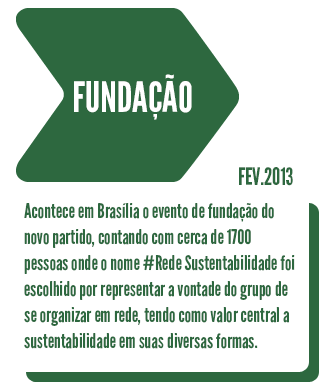 FUNDAÇÃO
FEV.2013
Acontece em Brasília o evento de fundação do
novo partido, contando com cerca de 1700
pessoas onde o nome #Rede Sustentabilidade foi
escolhido por representar a vontade do grupo de
se organizar em rede, tendo como valor central a
sustentabilidade em suas diversas formas.